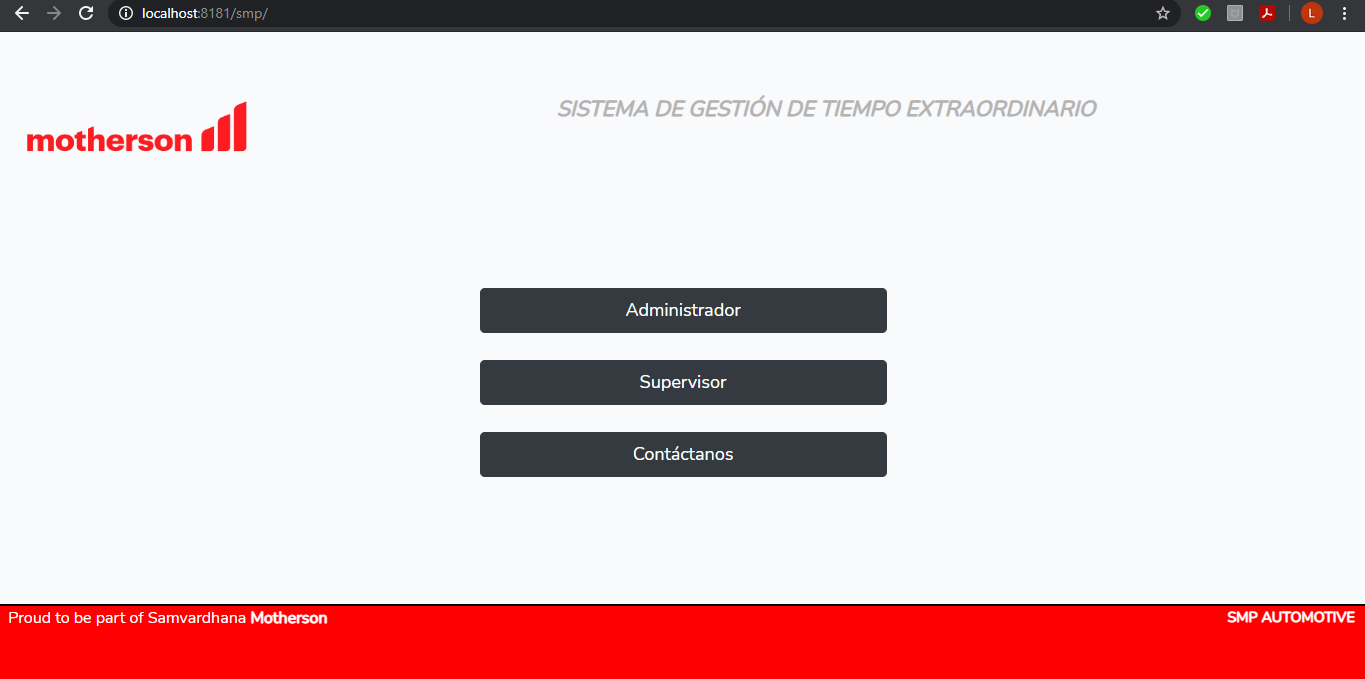 localhost:8181/smp/
L
SISTEMA DE GESTIÓN DE TIEMPO EXTRAORDINARIO
motherson
Administrador
Supervisor
Contáctanos
Proud to be part of Samvardhana Motherson
SMP AUTOMOTIVE